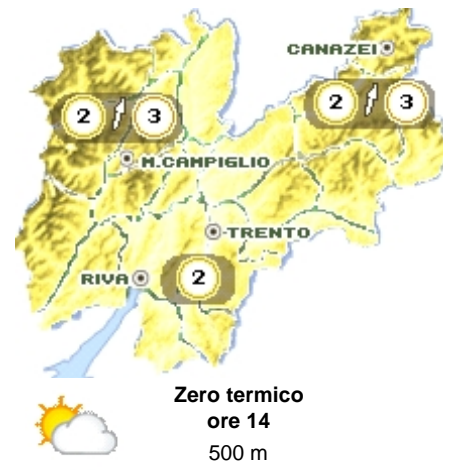 CANAZEI
2 3
2 3
M.CAMPIGLIO
TRENTO
RIVA
2
Zero termico
ore 14
500 m